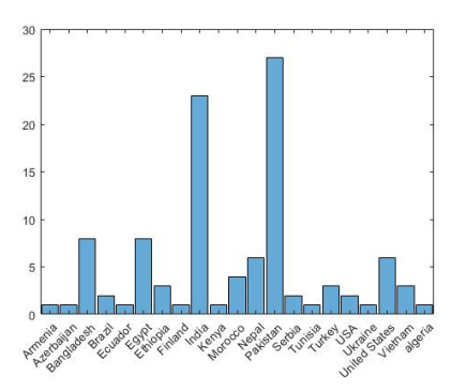 30
25
20
15
10
5
0
Armenia
Azerbaijan
Bangladesh
Brazil
Ecuador
Egypt
Ethiopia
Finland
India
Kenya
Morocco
Nepal
Pakistan
Serbia
Tunisia
Turkey
USA
Ukraine
United States
Vietnam
algeria